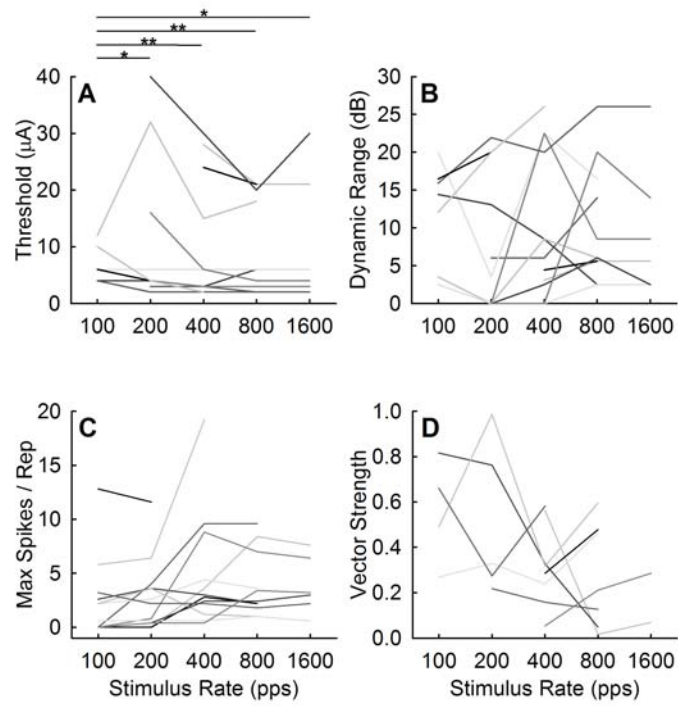 *
**
**
*
A
Threshold (μA)
40
30
20
10
0
100 200 400 800 1600
B
Dynamic Range (dB)
30
25
20
15
10
5
0
100 200 400 800 1600
C
Max Spikes / Rep
20
15
10
5
0
100 200 400 800 1600
Stimulus Rate (pps)
D
Vector Strength
1.0
0.8
0.6
0.4
0.2
0.0
100 200 400 800 1600
Stimulus Rate (pps)